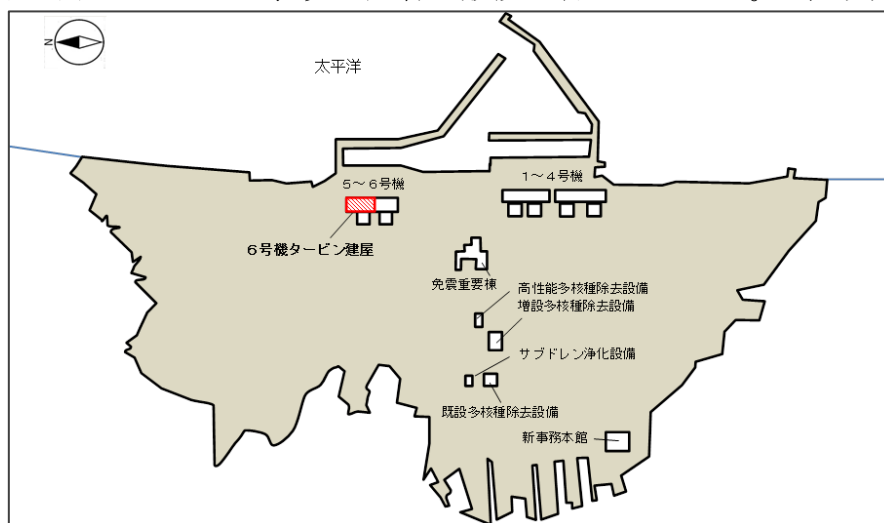 N
太平洋
5~6号機
1~4号機
6号機タービン建屋
免震重要棟
高性能多核種除去設備
増設多核種除去設備
サブドレン浄化設備
既設多核種除去設備
新事務本館